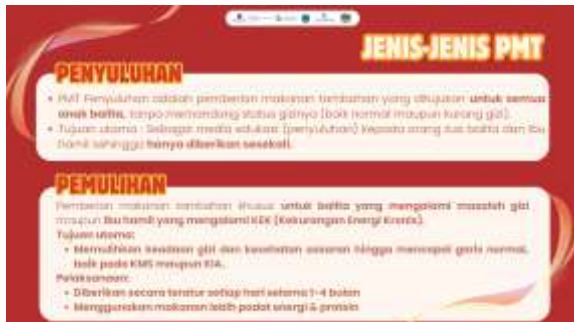 JENIS-JENIS PMT
PENYULUHAN
• PMT Penyuluhan adalah pemberian makanan tambahan yang ditujukan untuk semua
anak balita, tanpa memandang status gizinya (baik normal maupun kurang gizi).
• Tujuan utama : Sebagai media edukasi (penyuluhan) kepada orang tua balita dan ibu
hamil sehingga hanya diberikan sesekali.
PEMULIHAN
Pemberian makanan tambahan khusus untuk balita yang mengalami masalah gizi
maupun ibu hamil yang mengalami KEK (Kekurangan Energi Kronis).
Tujuan utama:
• Memulihkan keadaan gizi dan kesehatan sasaran hingga mencapai garis normal,
baik pada KMS maupun KIA.
Pelaksanaan:
• Diberikan secara teratur setiap hari selama 1-4 bulan
• Menggunakan makanan lebih padat energi & protein